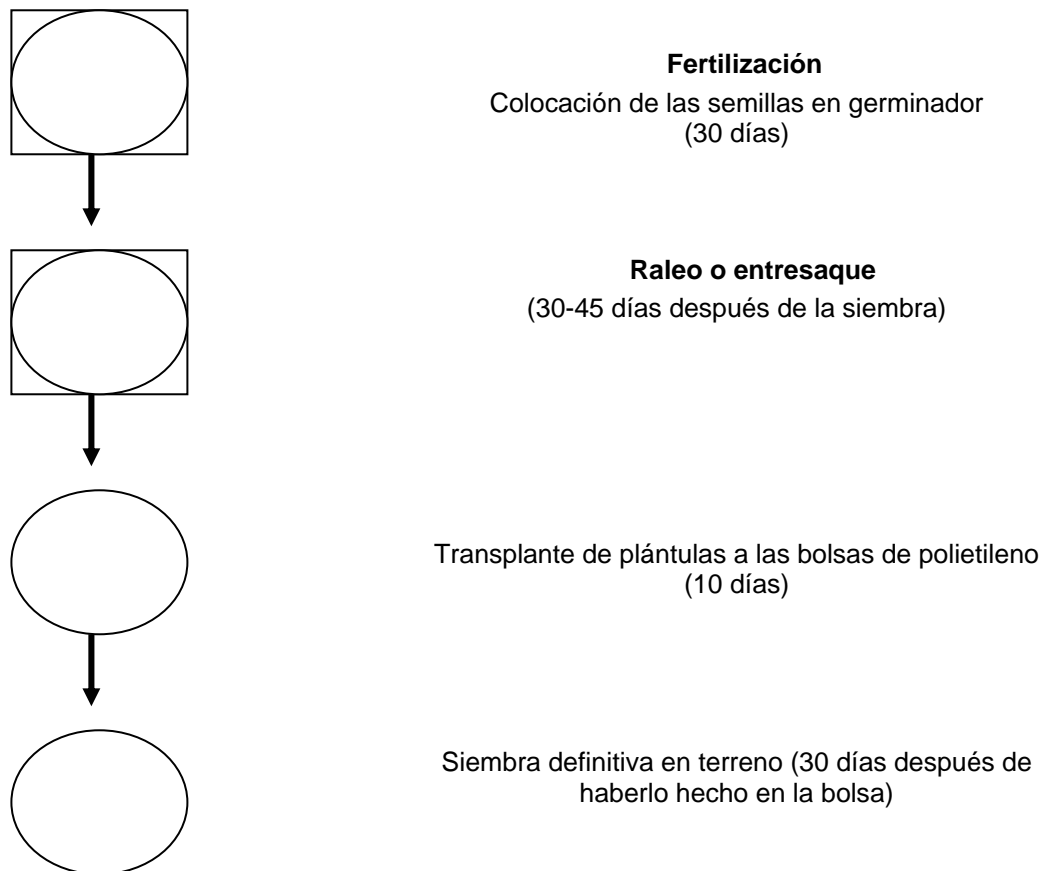 Fertilización
Colocación de las semillas en germinador
(30 días)
Raleo o entresaque
(30-45 días después de la siembra)
Transplante de plántulas a las bolsas de polietileno
(10 días)
Siembra definitiva en terreno (30 días después de
haberlo hecho en la bolsa)